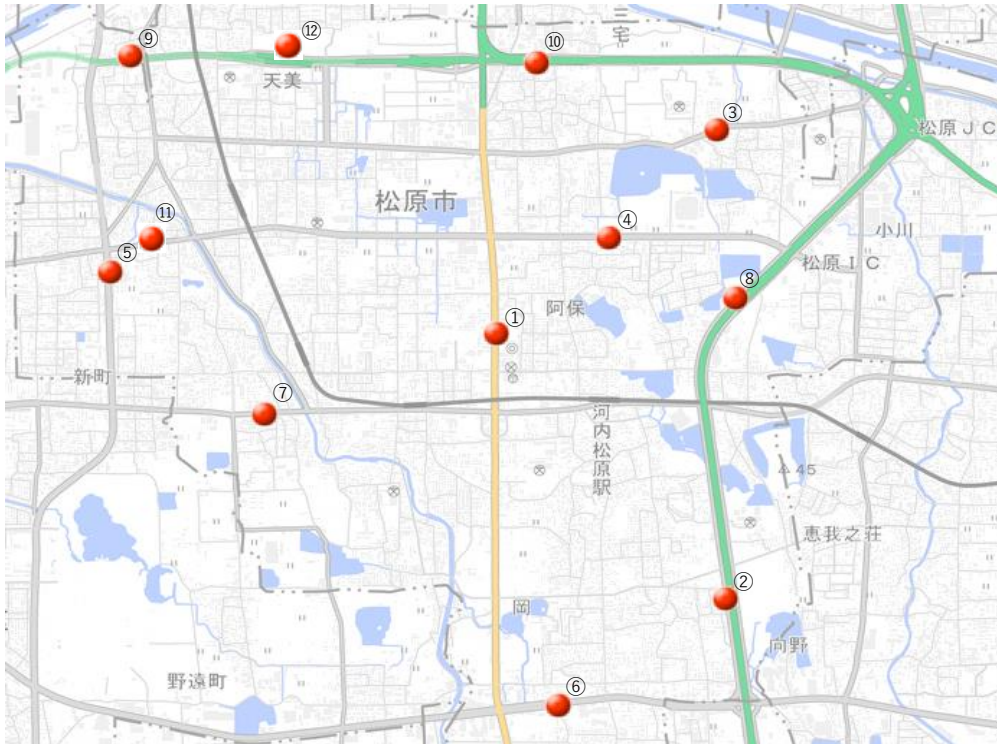 三宅
⑨
⑫
⑩
天美
③
松原JC
松原市
④
⑪
小川
⑤
松原IC
⑧
阿保
①
新町
⑦
河内松原駅
45
恵我之荘
②
岡
向野
野遠町
⑥